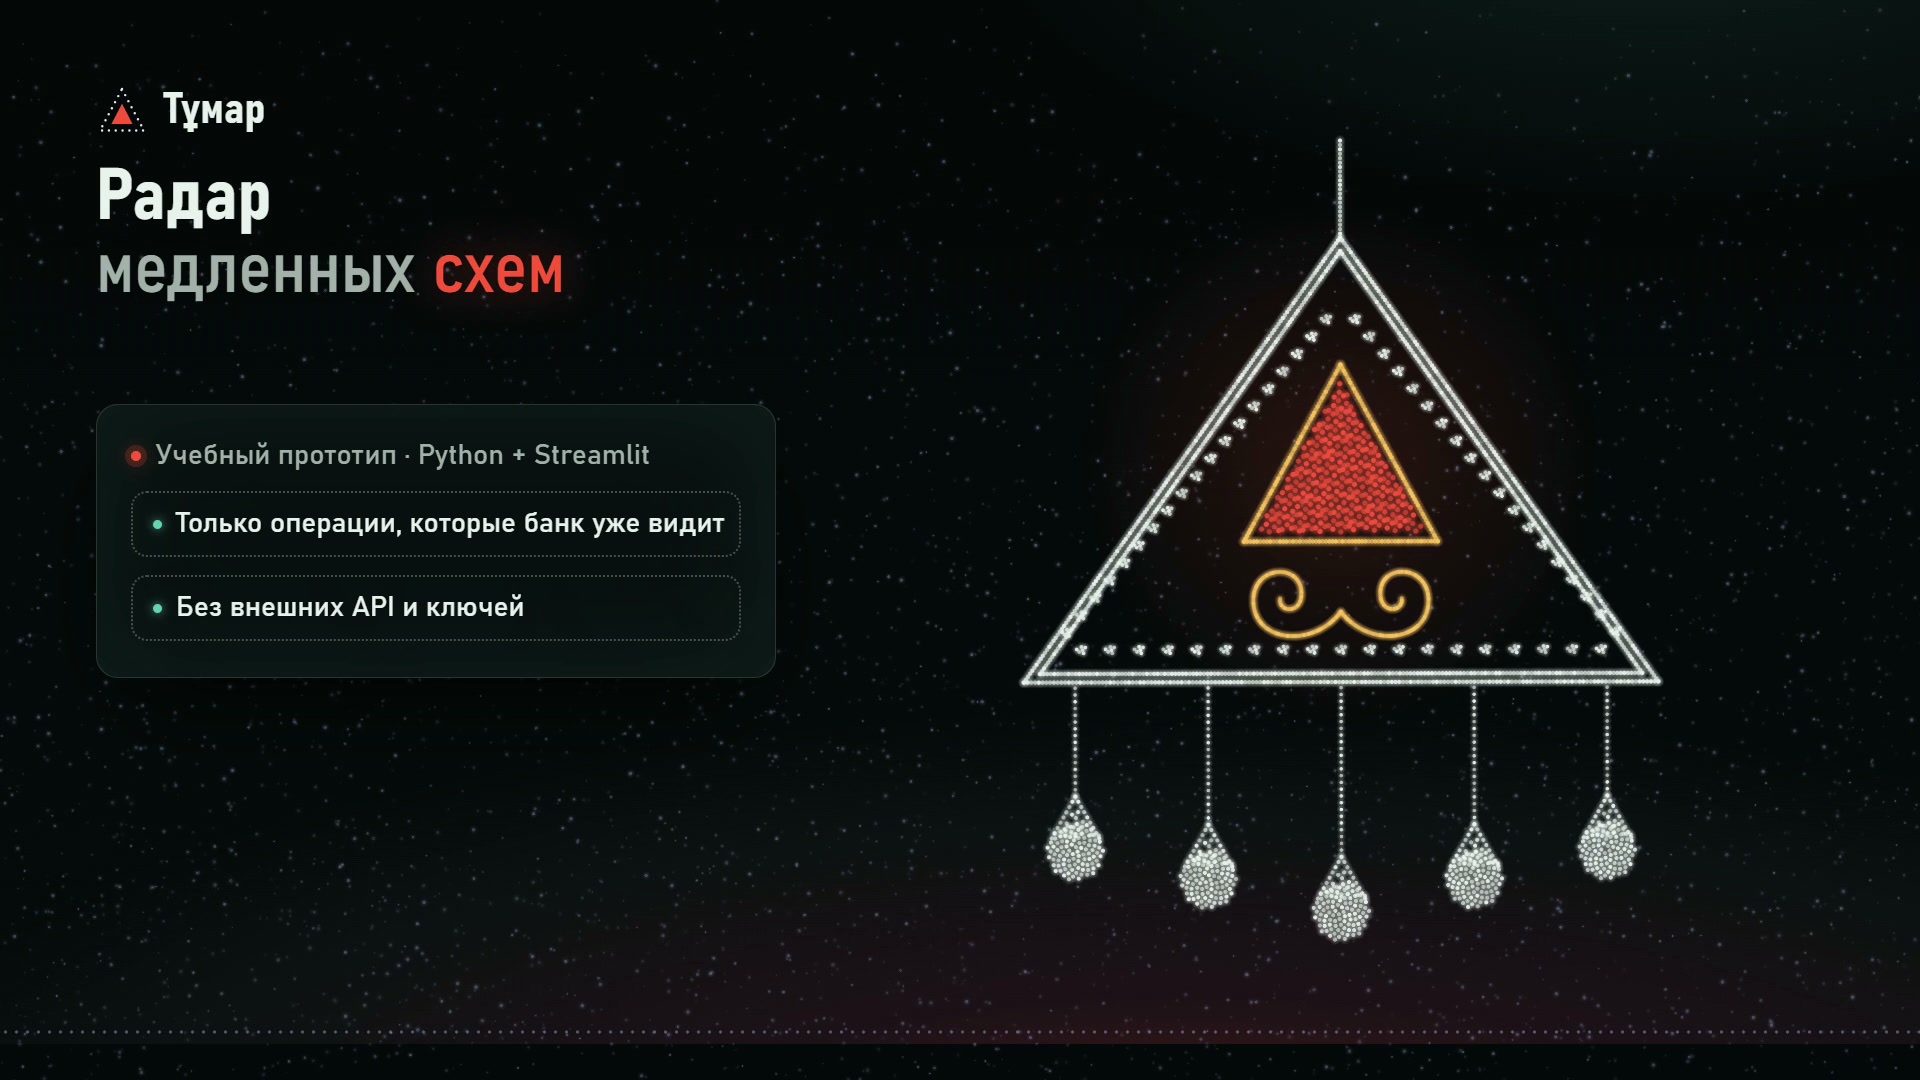 Тұмар
Радар
медленных схем
Учебный прототип · Python + Streamlit
Только операции, которые банк уже видит
Без внешних API и ключей